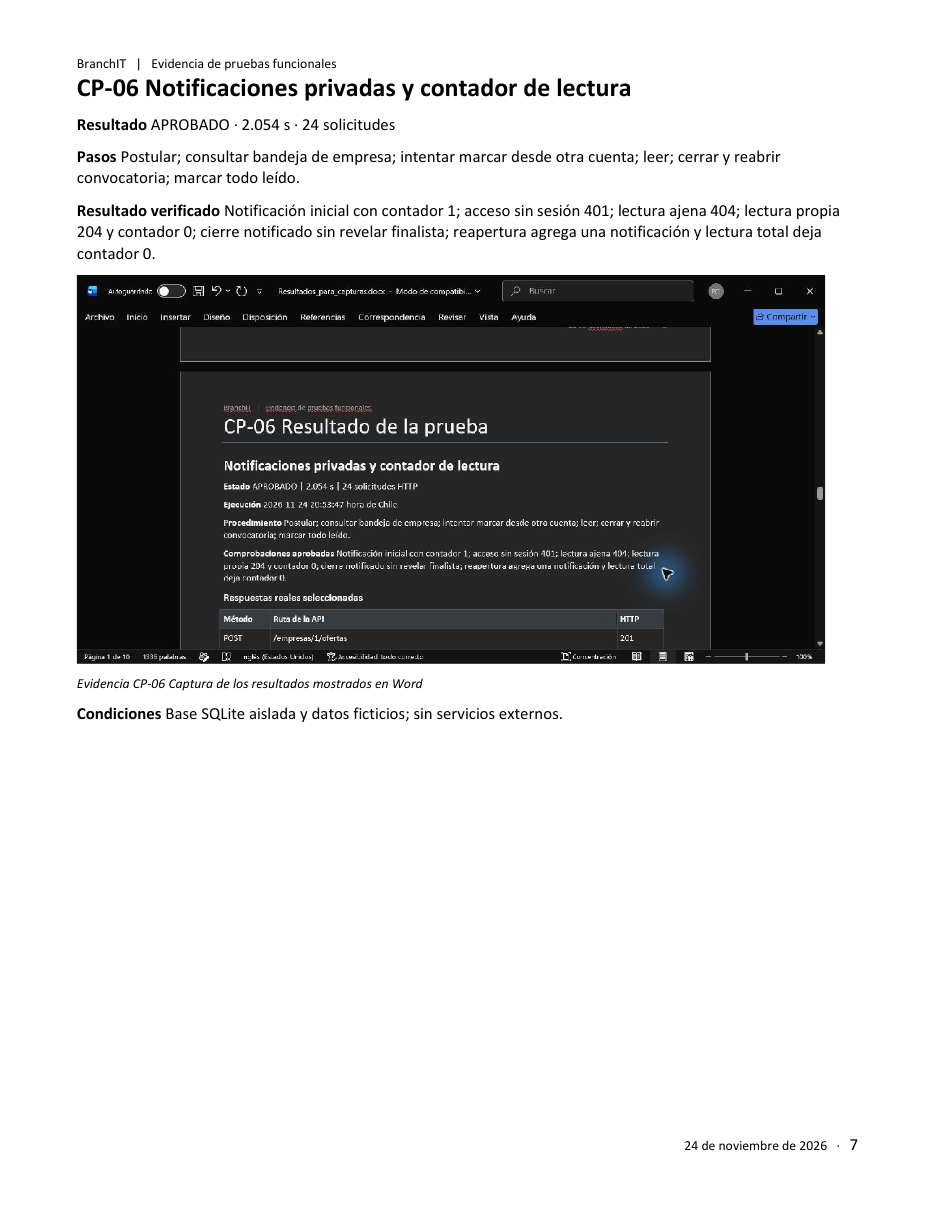 BranchIT | Evidencia de pruebas funcionales
CP-06 Notificaciones privadas y contador de lectura
Resultado APROBADO · 2.054 s · 24 solicitudes
Pasos Postular; consultar bandeja de empresa; intentar marcar desde otra cuenta; leer; cerrar y reabrir
convocatoria; marcar todo leído.
Resultado verificado Notificación inicial con contador 1; acceso sin sesión 401; lectura ajena 404; lectura propia
204 y contador 0; cierre notificado sin revelar finalista; reapertura agrega una notificación y lectura total deja
contador 0.
Autoguardado Resultados_para_capturas.docx - Modo de compatibi... Buscar
Archivo Inicio Insertar Diseño Disposición Referencias Correspondencia Revisar Vista Ayuda Compartir
BranchIT | Evidencia de pruebas funcionales
CP-06 Resultado de la prueba
Notificaciones privadas y contador de lectura
Estado APROBADO | 2.054 s | 24 solicitudes HTTP
Ejecución 2026-11-24 20:53:47 hora de Chile
Procedimiento Postular; consultar bandeja de empresa; intentar marcar desde otra cuenta; leer; cerrar y reabrir
convocatoria; marcar todo leído.
Comprobaciones aprobadas Notificación inicial con contador 1; acceso sin sesión 401; lectura ajena 404; lectura
propia 204 y contador 0; cierre notificado sin revelar finalista; reapertura agrega una notificación y lectura total
deja contador 0.
Respuestas reales seleccionadas
Método Ruta de la API HTTP
POST /empresas/1/ofertas 201
Página 1 de 10 1336 palabras Inglés (Estados Unidos) Accesibilidad: todo correcto Concentración 100%
Evidencia CP-06 Captura de los resultados mostrados en Word
Condiciones Base SQLite aislada y datos ficticios; sin servicios externos.
24 de noviembre de 2026 · 7